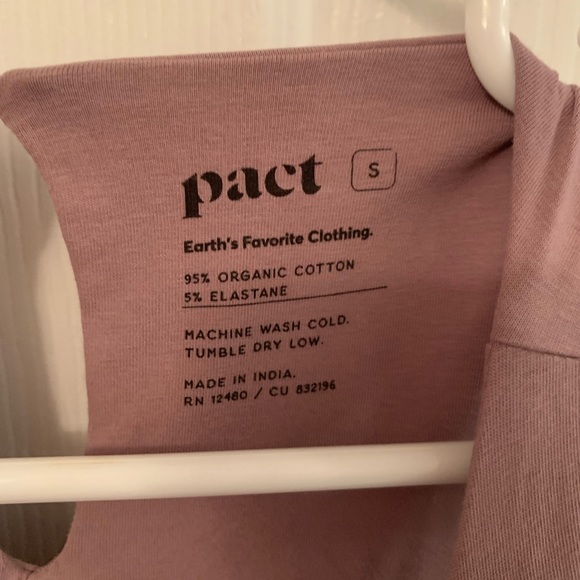 pact S
Earth's Favorite Clothing.
95% ORGANIC COTTON
5% ELASTANE
MACHINE WASH COLD.
TUMBLE DRY LOW.
MADE IN INDIA.
RN 12480 / CU 832196